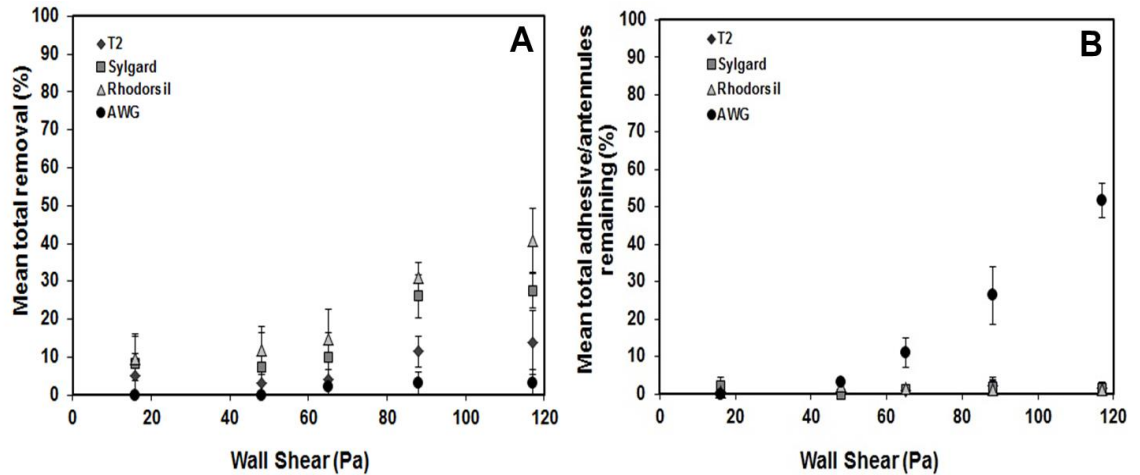 A
Mean total removal (%)
100
90
80
70
60
50
40
30
20
10
0
T2
Sylgard
Rhodorsil
AWG
0 20 40 60 80 100 120
Wall Shear (Pa)
B
Mean total adhesive/antennules
remaining (%)
100
90
80
70
60
50
40
30
20
10
0
T2
Sylgard
Rhodorsil
AWG
0 20 40 60 80 100 120
Wall Shear (Pa)